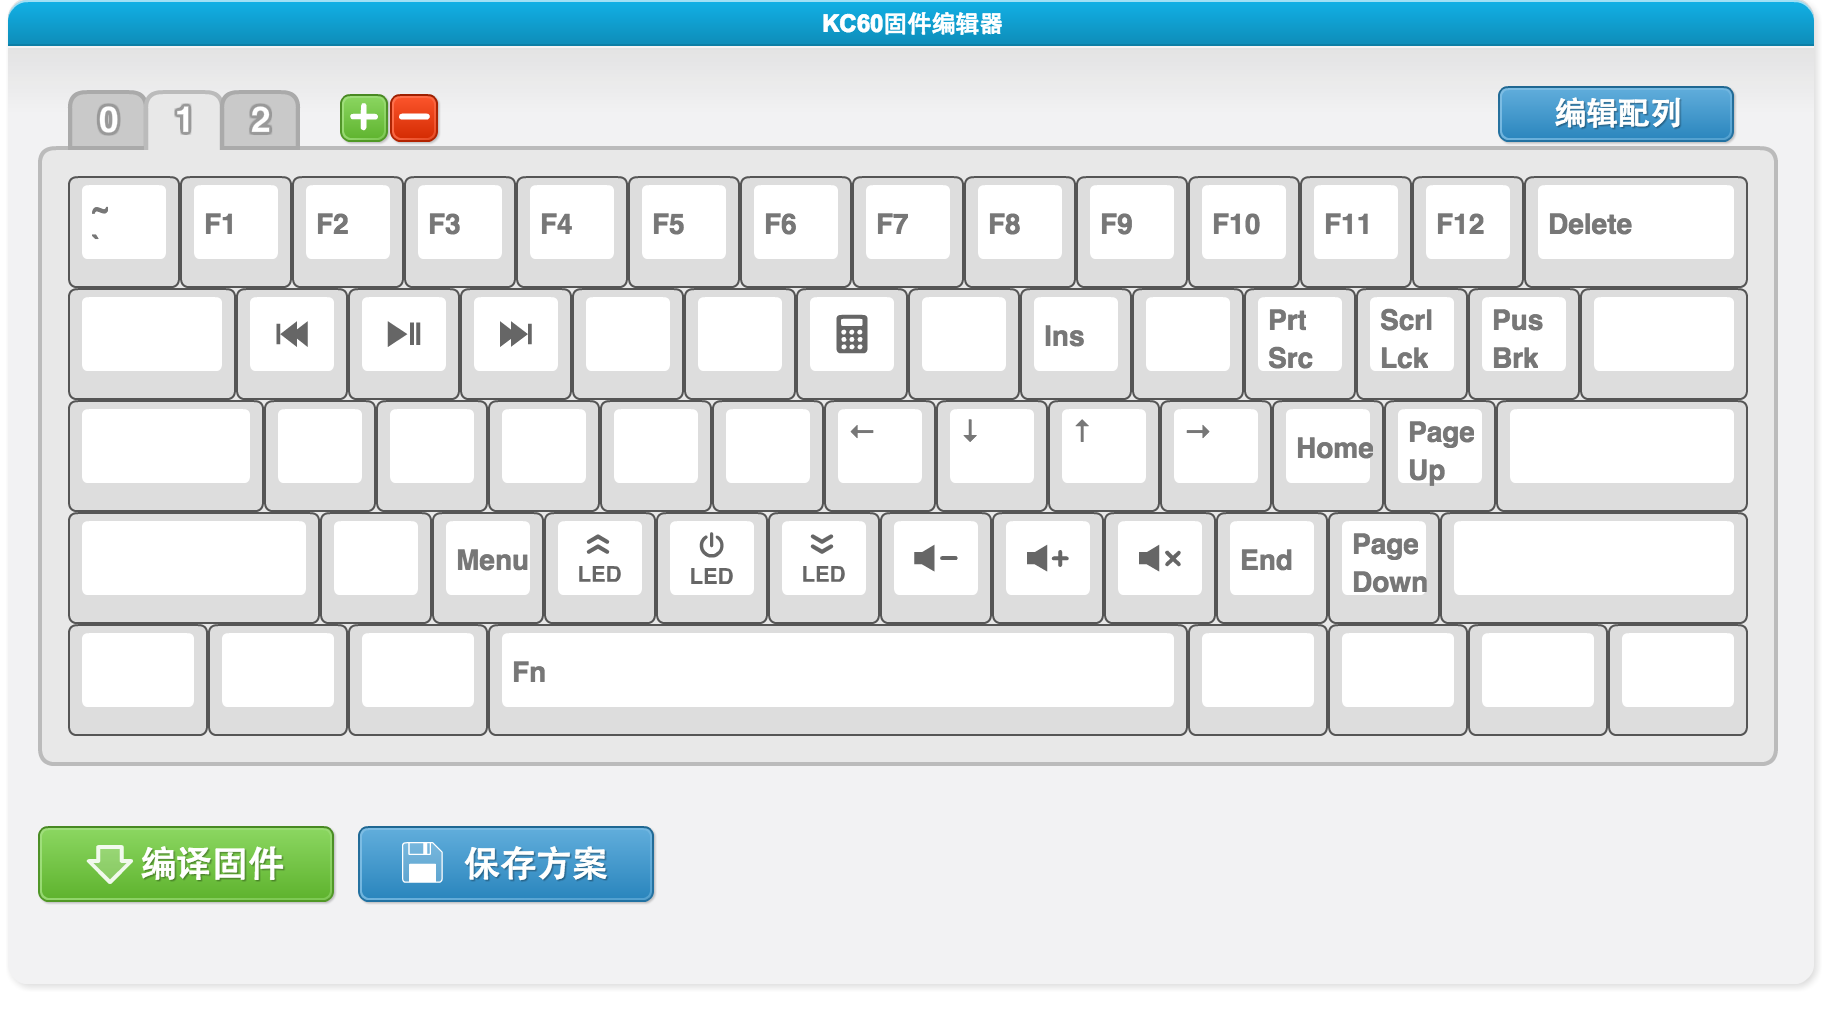 KC60固件编辑器
0 1 2
编辑配列
~
`
F1 F2 F3 F4 F5 F6 F7 F8 F9 F10 F11 F12 Delete
Ins
Prt
Src
Scrl
Lck
Pus
Brk
← ↓ ↑ →
Home
Page
Up
Menu
LED
LED
LED
End
Page
Down
Fn
编译固件
保存方案